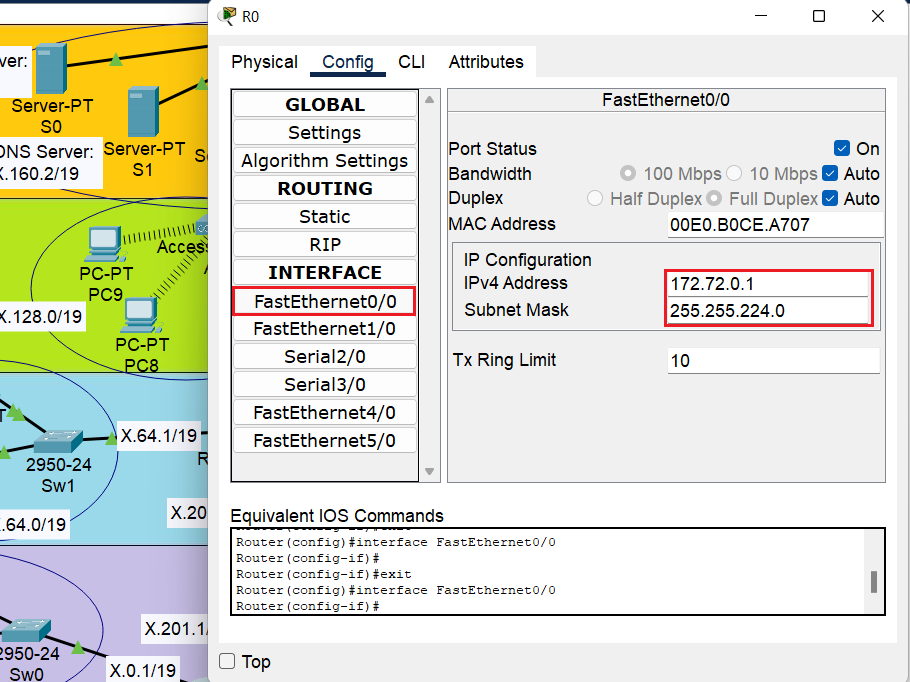 R0
Physical
Config
CLI
Attributes
GLOBAL
Settings
Algorithm Settings
ROUTING
Static
RIP
INTERFACE
FastEthernet0/0
FastEthernet1/0
Serial2/0
Serial3/0
FastEthernet4/0
FastEthernet5/0
FastEthernet0/0
Port Status
On
Bandwidth
100 Mbps
10 Mbps
Auto
Duplex
Half Duplex
Full Duplex
Auto
MAC Address
00E0.B0CE.A707
IP Configuration
IPv4 Address
172.72.0.1
Subnet Mask
255.255.224.0
Tx Ring Limit
10
Equivalent IOS Commands
Router(config)#interface FastEthernet0/0
Router(config-if)#
Router(config-if)#exit
Router(config)#interface FastEthernet0/0
Router(config-if)#
Top
ver:
Server-PT
S0
DNS Server:
X.160.2/19
Server-PT
S1
S
Access
PC-PT
PC9
X.128.0/19
PC-PT
PC8
X.64.1/19
2950-24
Sw1
R
X.20
.64.0/19
X.201.1/
2950-24
Sw0
X.0.1/19